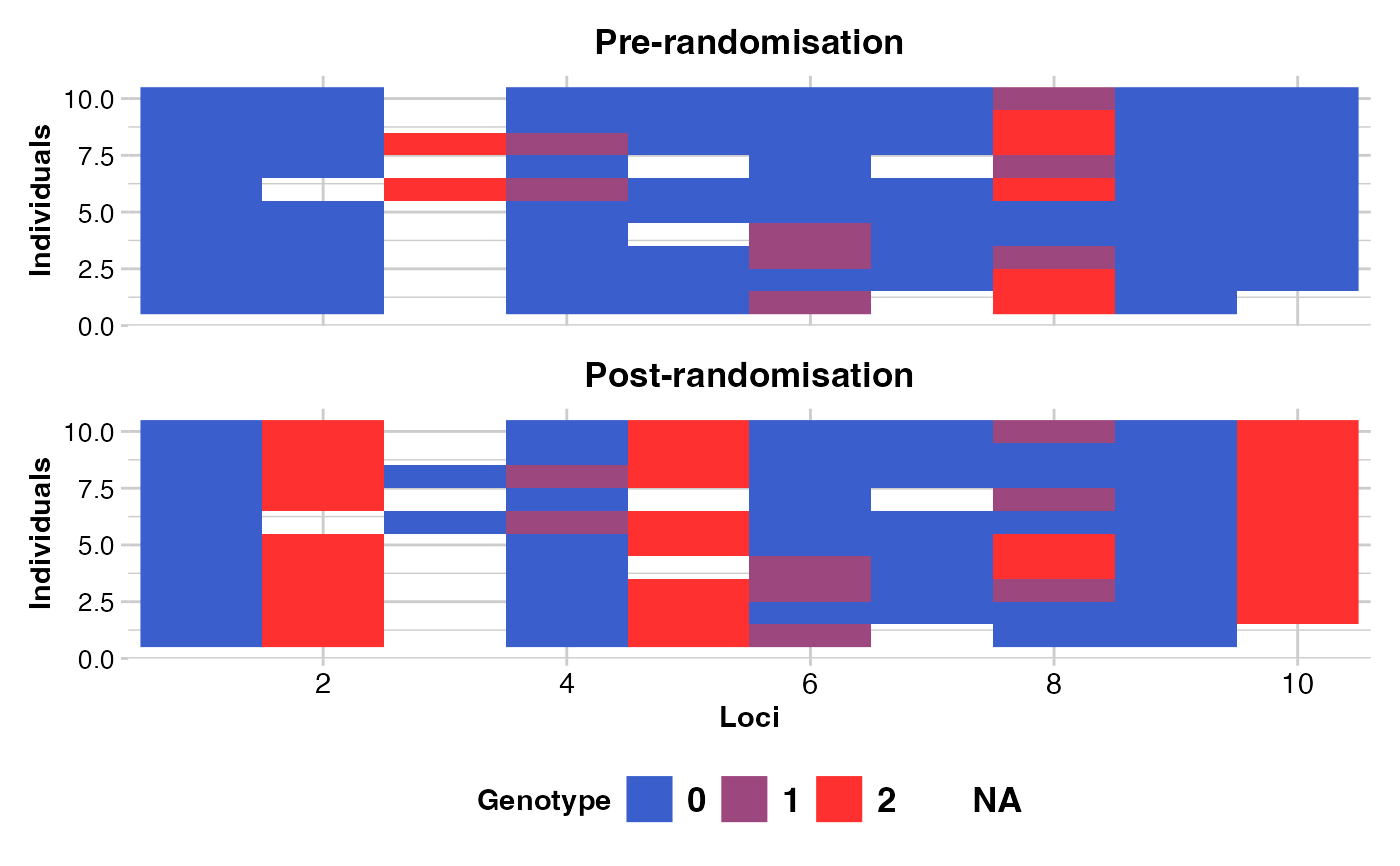 Pre-randomisation
Individuals
10.0
7.5
5.0
2.5
0.0
Post-randomisation
Individuals
10.0
7.5
5.0
2.5
0.0
2 4 6 8 10
Loci
Genotype 0 1 2 NA